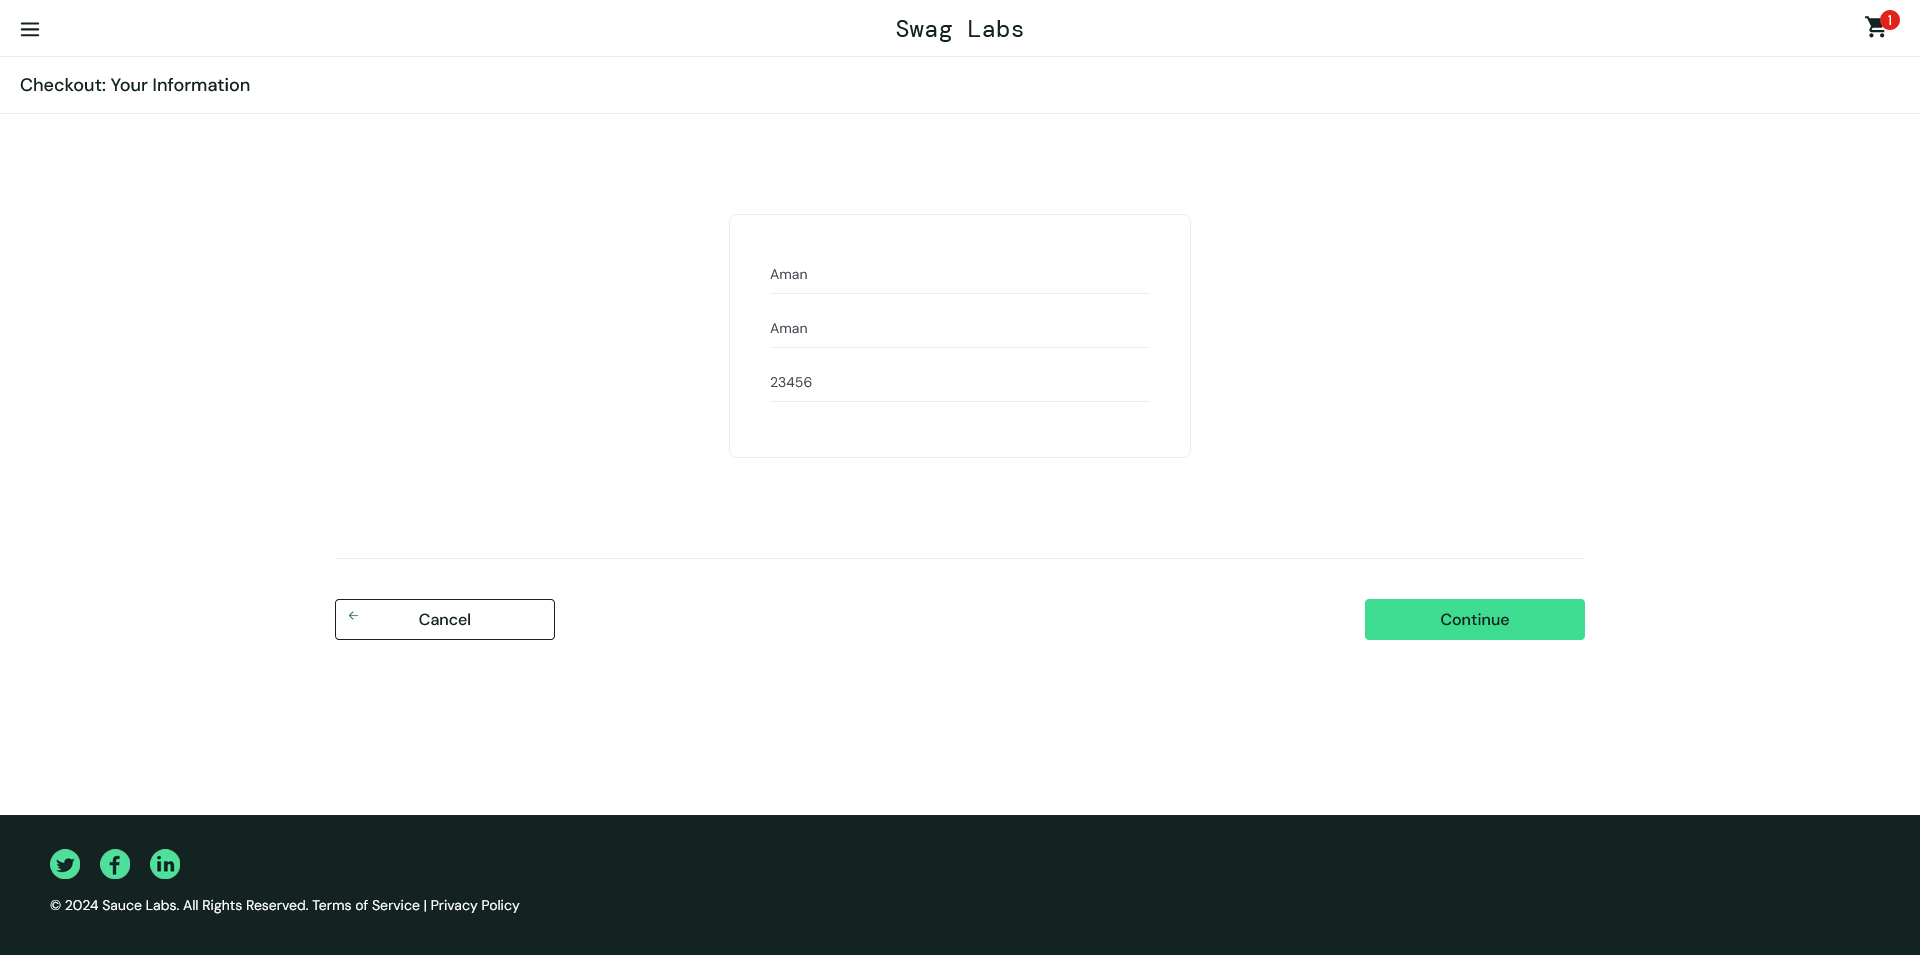 Swag Labs
1
Checkout: Your Information
Aman
Aman
23456
Cancel
Continue
© 2024 Sauce Labs. All Rights Reserved. Terms of Service | Privacy Policy